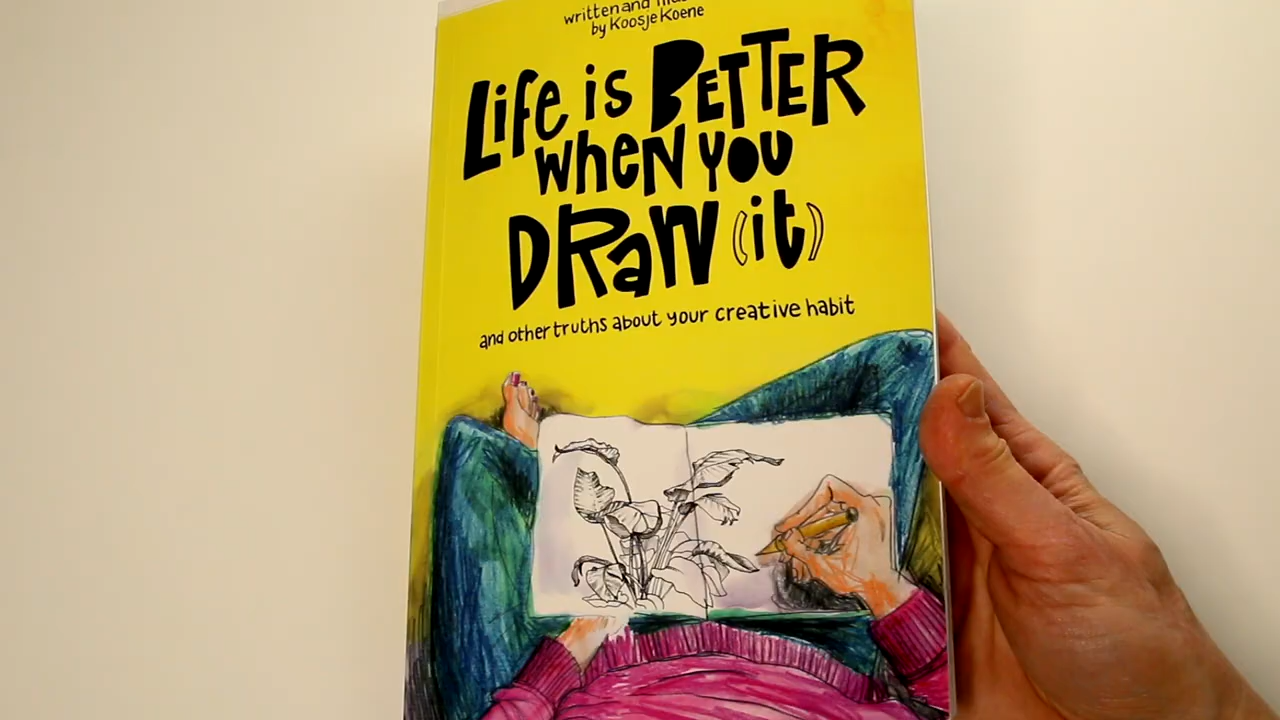 written and
by Koosje Koene
Life is BETTER
when you
DRaW (it)
and other truths about your creative habit